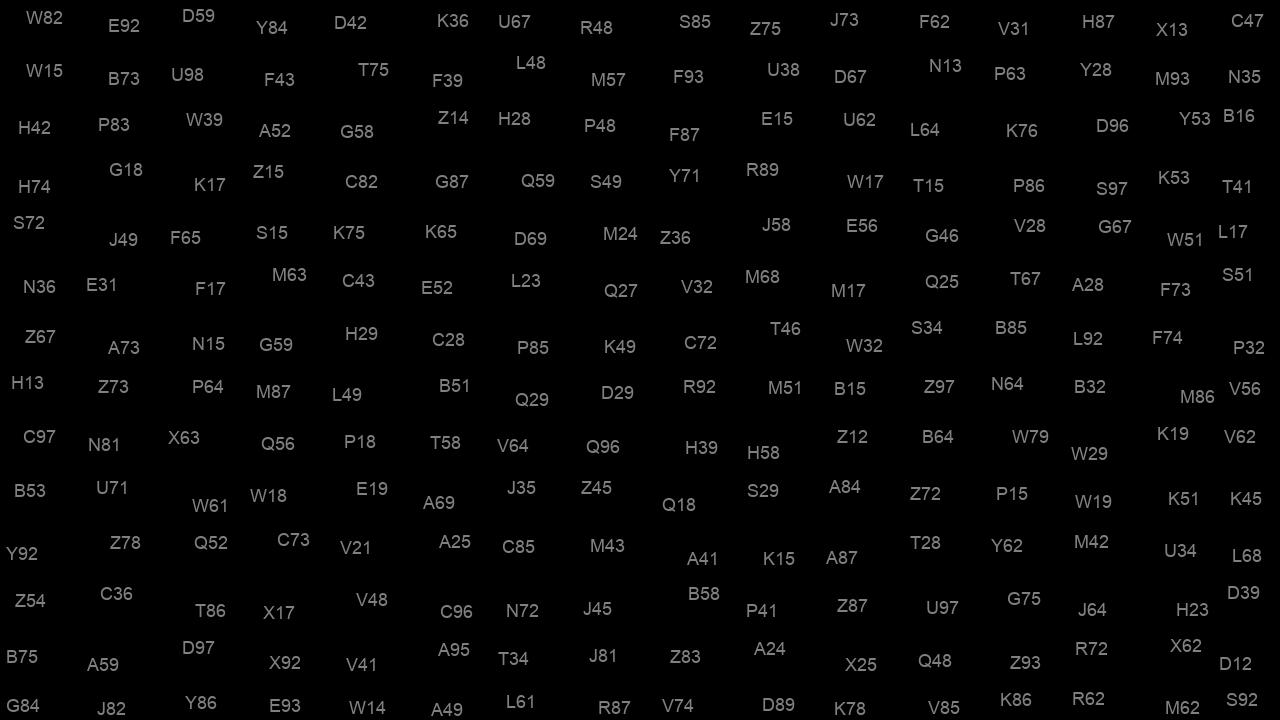 W82 E92 D59 Y84 D42 K36 U67 R48 S85 Z75 J73 F62 V31 H87 X13 C47
W15 B73 U98 F43 T75 F39 L48 M57 F93 U38 D67 N13 P63 Y28 M93 N35
H42 P83 W39 A52 G58 Z14 H28 P48 F87 E15 U62 L64 K76 D96 Y53 B16
H74 G18 K17 Z15 C82 G87 Q59 S49 Y71 R89 W17 T15 P86 S97 K53 T41
S72 J49 F65 S15 K75 K65 D69 M24 Z36 J58 E56 G46 V28 G67 W51 L17
N36 E31 F17 M63 C43 E52 L23 Q27 V32 M68 M17 Q25 T67 A28 F73 S51
Z67 A73 N15 G59 H29 C28 P85 K49 C72 T46 W32 S34 B85 L92 F74 P32
H13 Z73 P64 M87 L49 B51 Q29 D29 R92 M51 B15 Z97 N64 B32 M86 V56
C97 N81 X63 Q56 P18 T58 V64 Q96 H39 H58 Z12 B64 W79 W29 K19 V62
B53 U71 W61 W18 E19 A69 J35 Z45 Q18 S29 A84 Z72 P15 W19 K51 K45
Y92 Z78 Q52 C73 V21 A25 C85 M43 A41 K15 A87 T28 Y62 M42 U34 L68
Z54 C36 T86 X17 V48 C96 N72 J45 B58 P41 Z87 U97 G75 J64 H23 D39
B75 A59 D97 X92 V41 A95 T34 J81 Z83 A24 X25 Q48 Z93 R72 X62 D12
G84 J82 Y86 E93 W14 A49 L61 R87 V74 D89 K78 V85 K86 R62 M62 S92